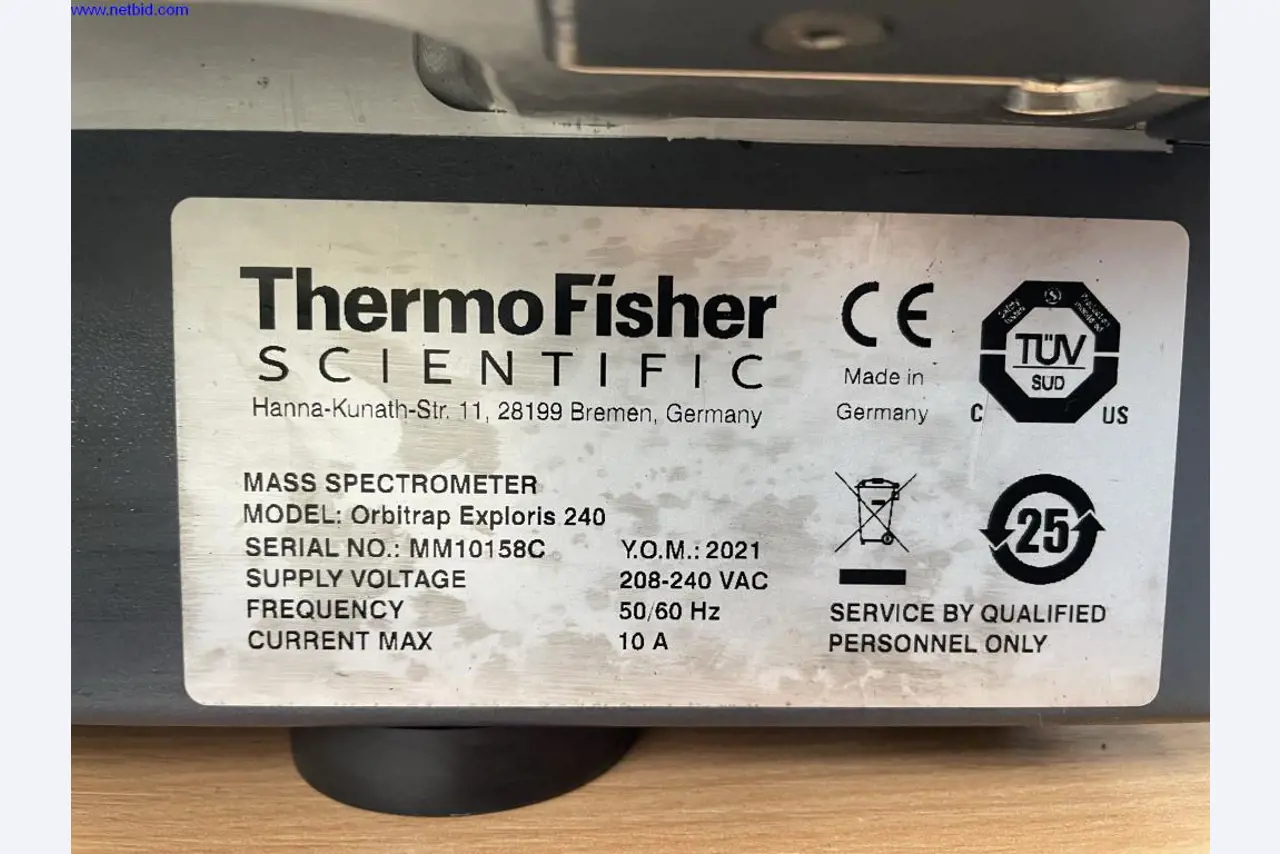 www.netbid.com
ThermoFisher
SCIENTIFIC
Hanna-Kunath-Str. 11, 28199 Bremen, Germany
CE
Made in
Germany
TÜV
SUD
C US
MASS SPECTROMETER
MODEL: Orbitrap Exploris 240
SERIAL NO.: MM10158C Y.O.M.: 2021
SUPPLY VOLTAGE 208-240 VAC
FREQUENCY 50/60 Hz
CURRENT MAX 10 A
25
SERVICE BY QUALIFIED
PERSONNEL ONLY